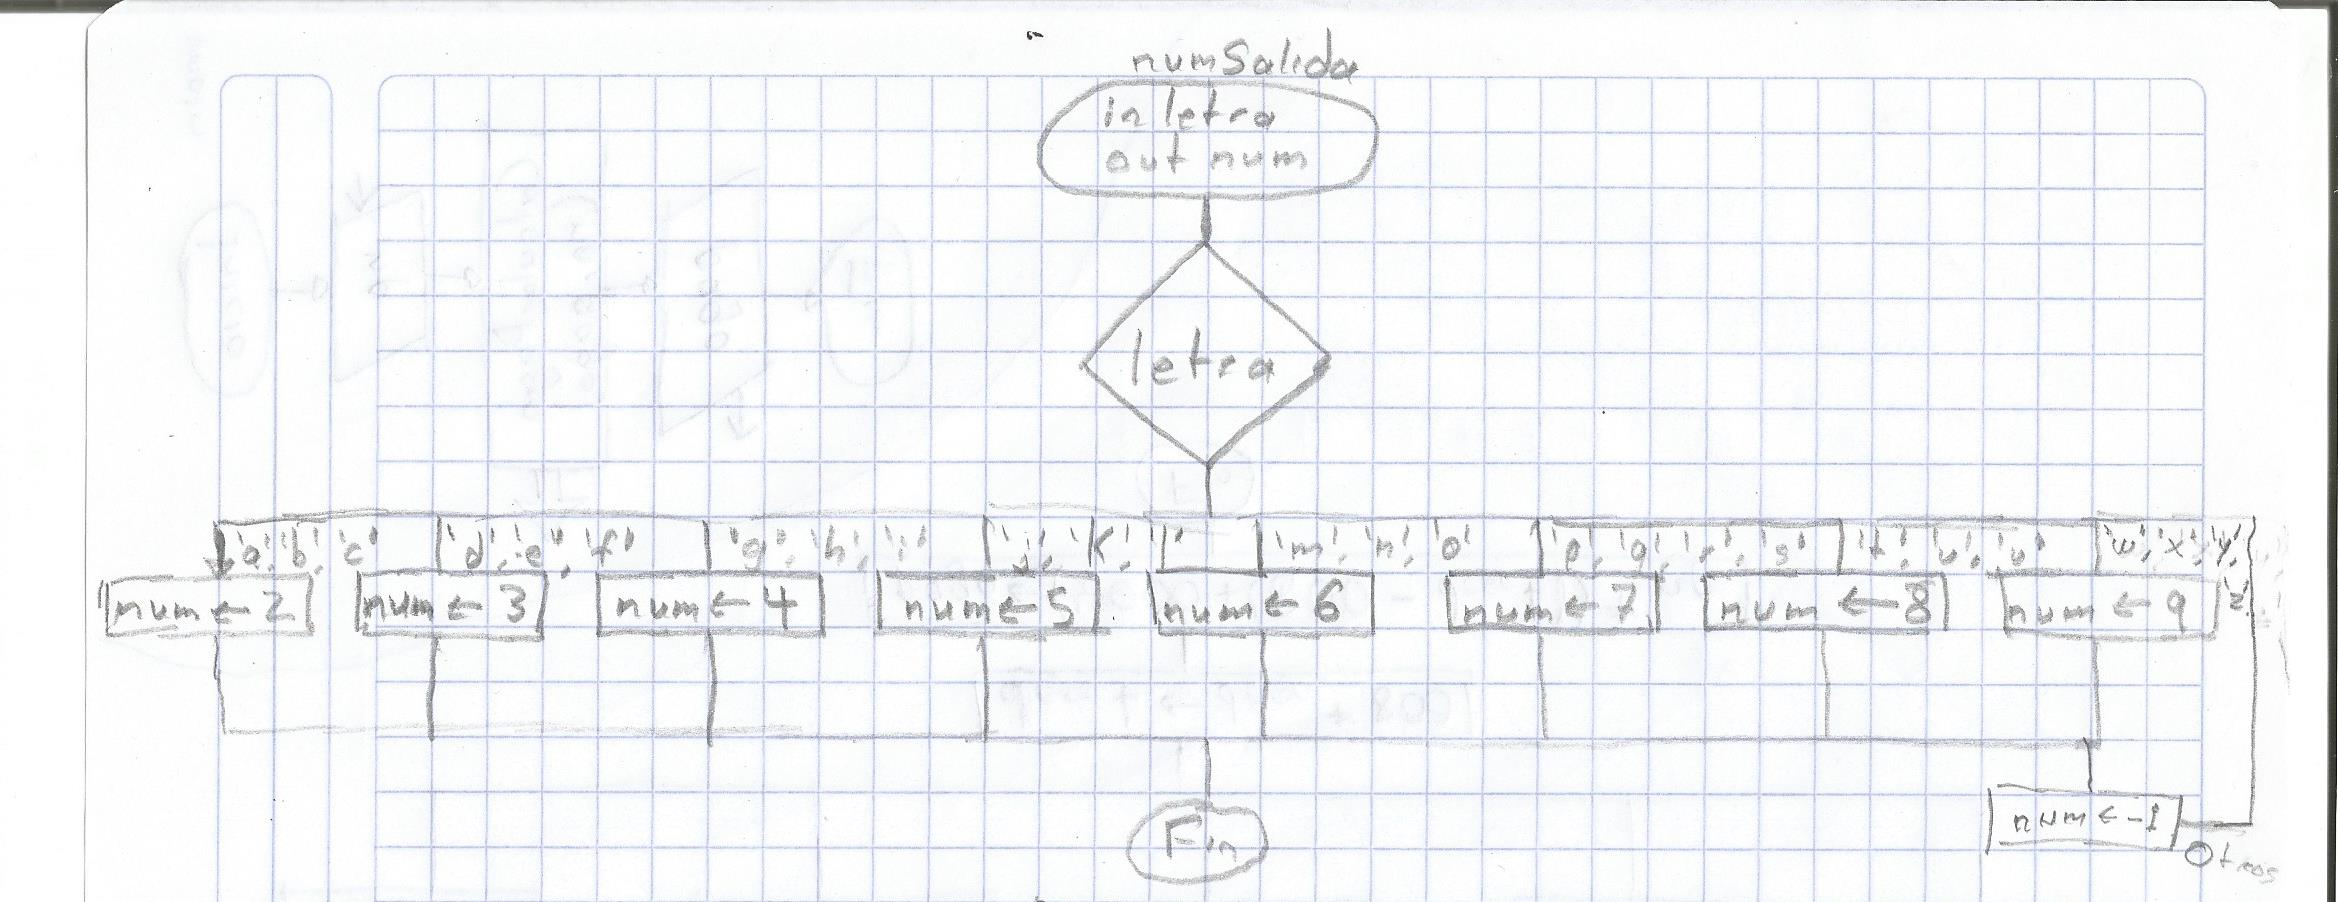 numSalida
in letra
out num
letra
'a', 'b', 'c' 'd', 'e', 'f' 'g', 'h', 'i' 'j', 'k', 'l' 'm', 'n', 'o' 'p', 'q', 'r', 's' 't', 'u', 'v' 'w', 'x', 'y', 'z'
num ← 2 num ← 3 num ← 4 num ← 5 num ← 6 num ← 7 num ← 8 num ← 9
num ← -1
Otros
Fin